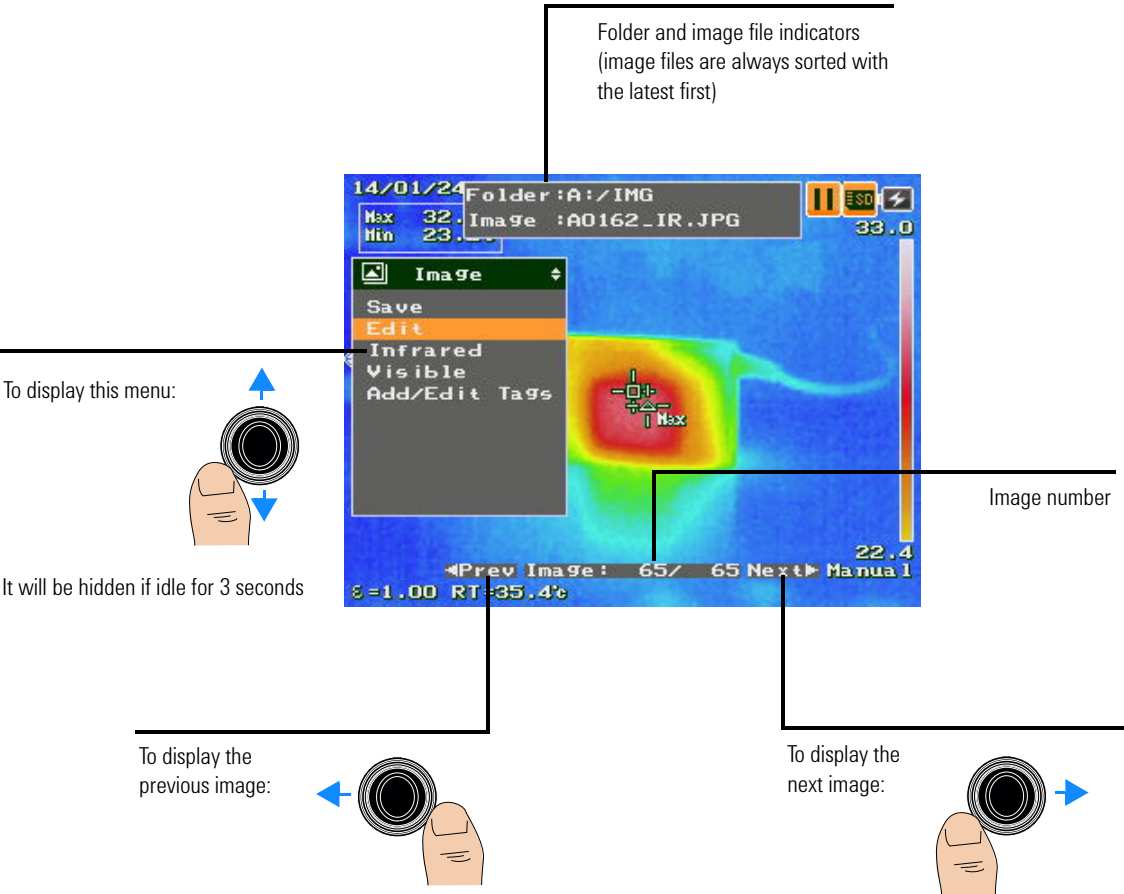 Folder and image file indicators
(image files are always sorted with
the latest first)
14/01/24
Folder:A:/IMG
Image :A0162_IR.JPG
Max 32.
Min 23.
SD
33.0
Image
Save
Edit
Infrared
Visible
Add/Edit Tags
To display this menu:
Max
Image number
22.4
◀Prev Image: 65/ 65 Next▶ Manual
It will be hidden if idle for 3 seconds
ε=1.00 RT=35.4℃
To display the
previous image:
To display the
next image: